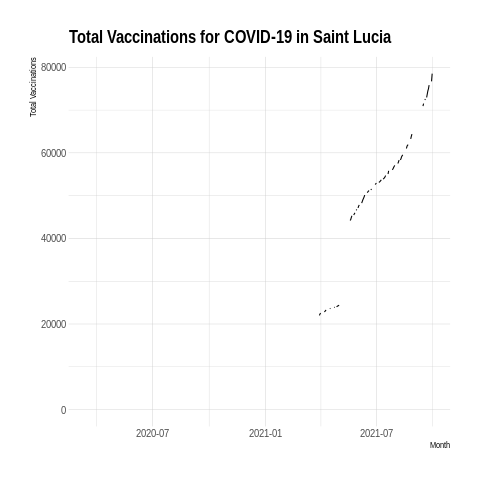 Total Vaccinations for COVID-19 in Saint Lucia
Total Vaccinations
80000
60000
40000
20000
0
2020-07
2021-01
2021-07
Month